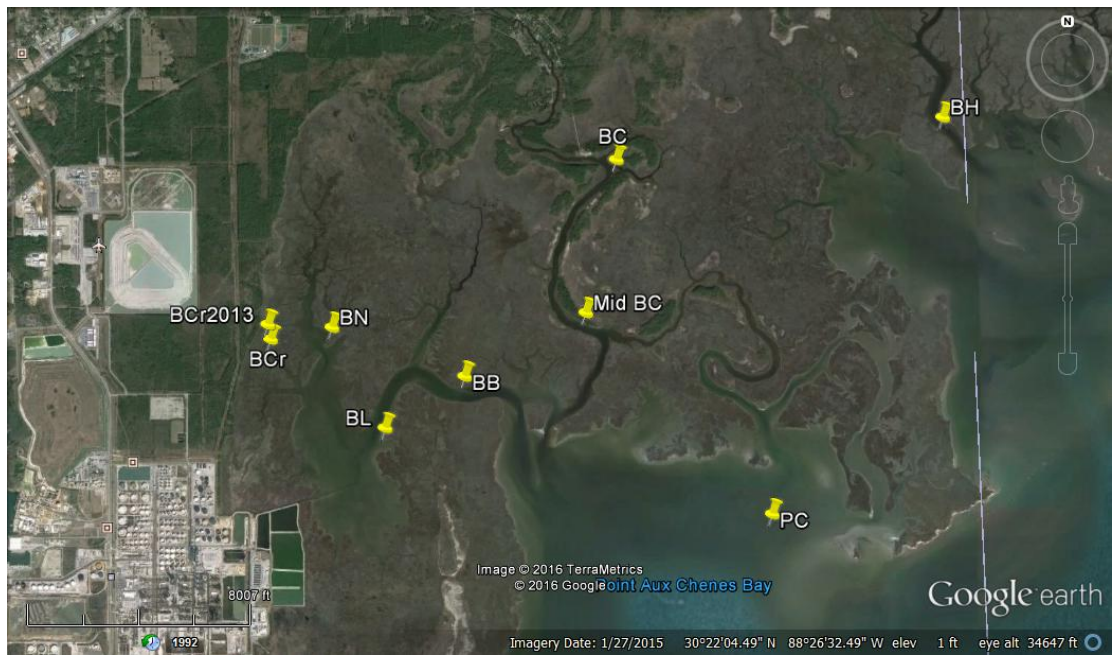 N
BH
BC
Mid BC
BCr2013
BN
BCr
BB
BL
PC
Image © 2016 TerraMetrics
© 2016 Google
Point Aux Chenes Bay
Google earth
8007 ft
1992
Imagery Date: 1/27/2015 30°22'04.49" N 88°26'32.49" W elev 1 ft eye alt 34647 ft